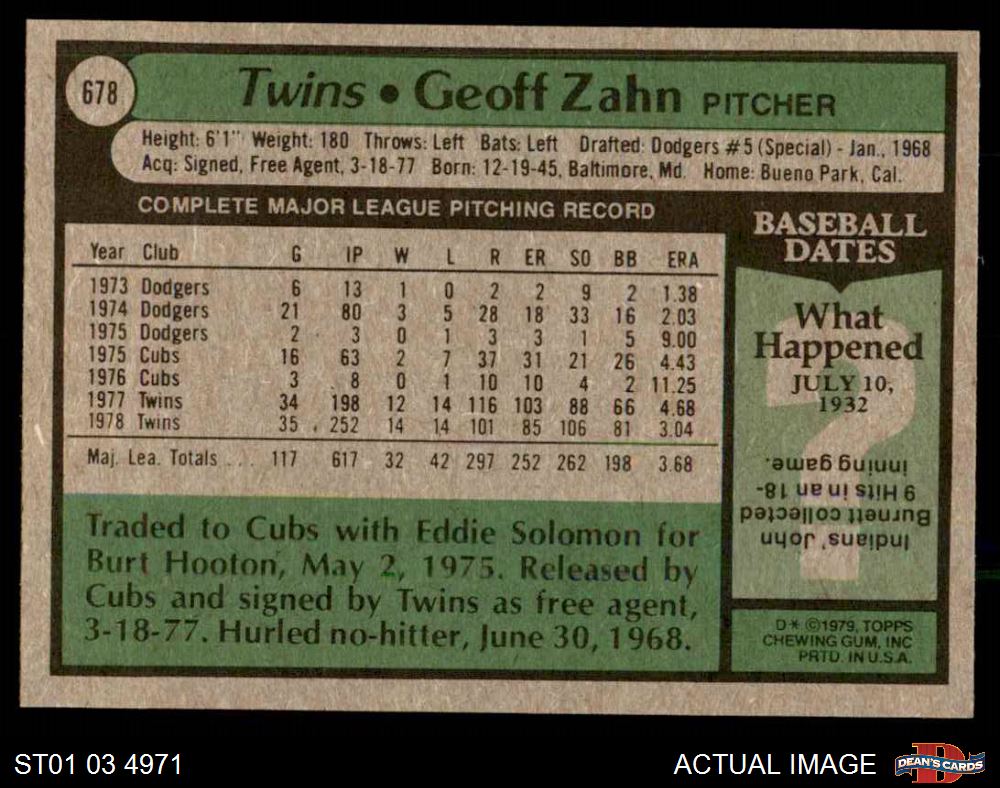 678
Twins • Geoff Zahn PITCHER
Height: 6'1" Weight: 180 Throws: Left Bats: Left Drafted: Dodgers #5 (Special) - Jan., 1968
Acq: Signed, Free Agent, 3-18-77 Born: 12-19-45, Baltimore, Md. Home: Bueno Park, Cal.
COMPLETE MAJOR LEAGUE PITCHING RECORD
Year Club G IP W L R ER SO BB ERA
1973 Dodgers 6 13 1 0 2 2 9 2 1.38
1974 Dodgers 21 80 3 5 28 18 33 16 2.03
1975 Dodgers 2 3 0 1 3 3 1 5 9.00
1975 Cubs 16 63 2 7 37 31 21 26 4.43
1976 Cubs 3 8 0 1 10 10 4 2 11.25
1977 Twins 34 198 12 14 116 103 88 66 4.68
1978 Twins 35 252 14 14 101 85 106 81 3.04
Maj. Lea. Totals ... 117 617 32 42 297 252 262 198 3.68
Traded to Cubs with Eddie Solomon for
Burt Hooton, May 2, 1975. Released by
Cubs and signed by Twins as free agent,
3-18-77. Hurled no-hitter, June 30, 1968.
BASEBALL
DATES
What
Happened
JULY 10,
1932
?
Indians' John
Burnett collected
9 Hits in an 18-
inning game.
D* ©1979, TOPPS
CHEWING GUM, INC
PRTD. IN U.S.A.
ST01 03 4971
ACTUAL IMAGE
D
DEAN'S CARDS